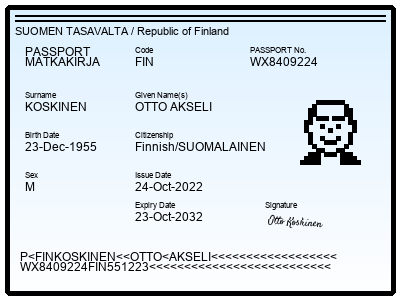 SUOMEN TASAVALTA / Republic of Finland
PASSPORT
MATKAKIRJA
Code
FIN
PASSPORT No.
WX8409224
Surname
KOSKINEN
Given Name(s)
OTTO AKSELI
Birth Date
23-Dec-1955
Citizenship
Finnish/SUOMALAINEN
Sex
M
Issue Date
24-Oct-2022
Expiry Date
23-Oct-2032
Signature
Otto Koskinen
P<FINKOSKINEN<<OTTO<AKSELI<<<<<<<<<<<<<<<<<<
WX8409224FIN551223<<<<<<<<<<<<<<<<<<<<<<<<<<